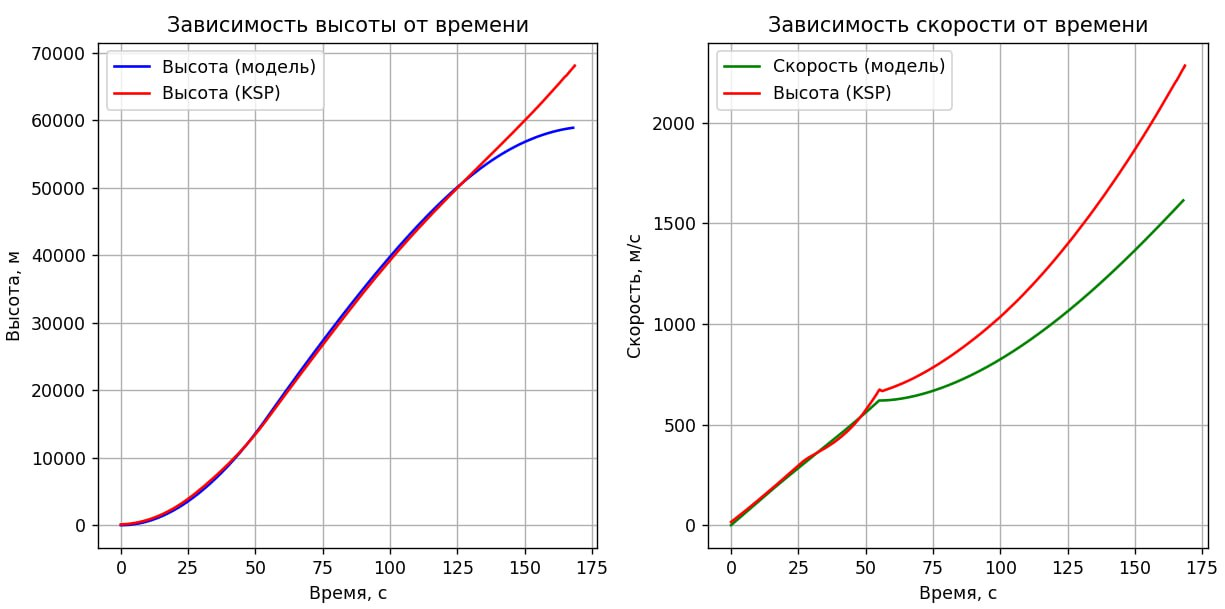 Зависимость высоты от времени
Высота (модель)
Высота (KSP)
70000
60000
50000
40000
30000
20000
10000
0
Высота, м
0 25 50 75 100 125 150 175
Время, с
Зависимость скорости от времени
Скорость (модель)
Высота (KSP)
2000
1500
1000
500
0
Скорость, м/с
0 25 50 75 100 125 150 175
Время, с